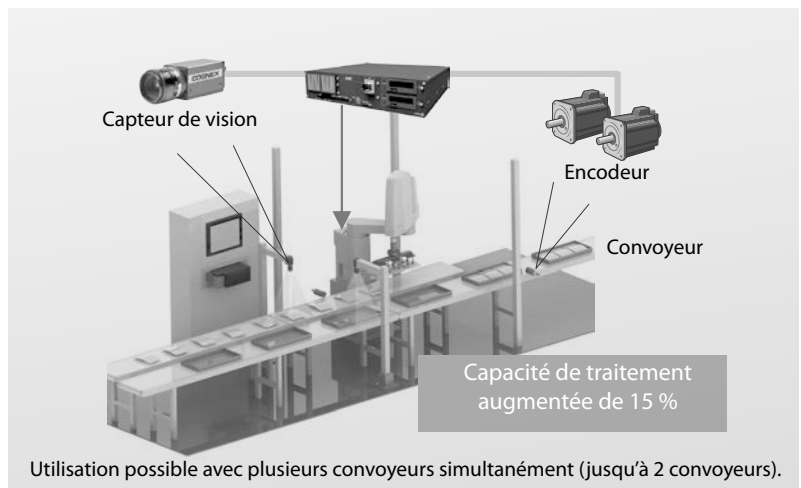 COGNEX
Capteur de vision
Encodeur
Convoyeur
Capacité de traitement
augmentée de 15 %
Utilisation possible avec plusieurs convoyeurs simultanément (jusqu'à 2 convoyeurs).